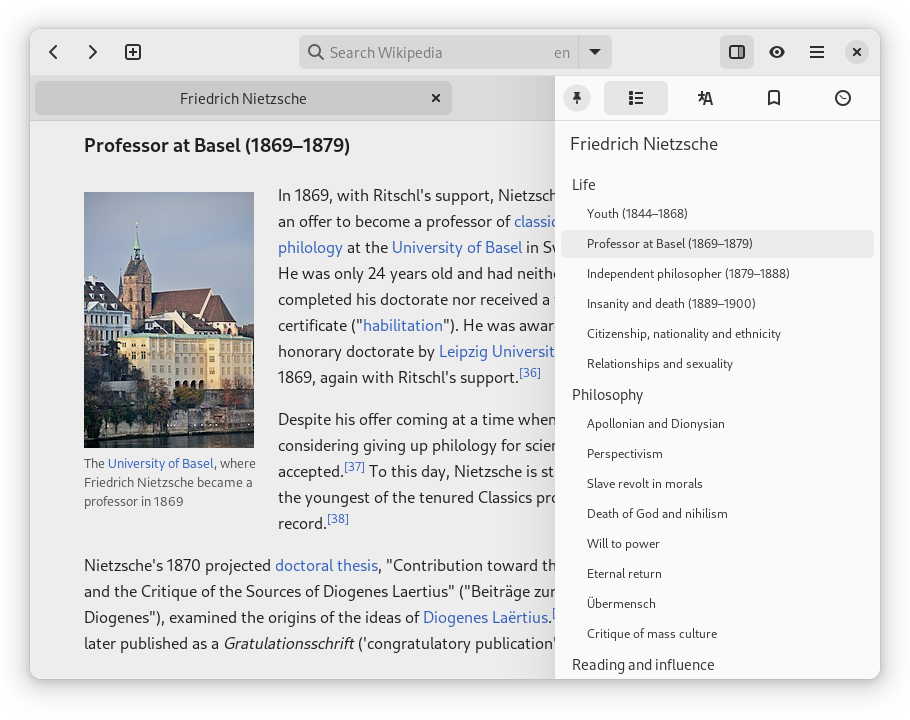 Search Wikipedia en
Friedrich Nietzsche
Professor at Basel (1869–1879)
In 1869, with Ritschl's support, Nietzsch
an offer to become a professor of classic
philology at the University of Basel in Sw
He was only 24 years old and had neithe
completed his doctorate nor received a
certificate ("habilitation"). He was awar
honorary doctorate by Leipzig Universit
1869, again with Ritschl's support.[36]
The University of Basel, where
Friedrich Nietzsche became a
professor in 1869
Despite his offer coming at a time when
considering giving up philology for scien
accepted.[37] To this day, Nietzsche is st
the youngest of the tenured Classics pro
record.[38]
Nietzsche's 1870 projected doctoral thesis, "Contribution toward th
and the Critique of the Sources of Diogenes Laertius" ("Beiträge zur
Diogenes"), examined the origins of the ideas of Diogenes Laërtius.[
later published as a Gratulationsschrift ('congratulatory publication'
Friedrich Nietzsche
Life
Youth (1844–1868)
Professor at Basel (1869–1879)
Independent philosopher (1879–1888)
Insanity and death (1889–1900)
Citizenship, nationality and ethnicity
Relationships and sexuality
Philosophy
Apollonian and Dionysian
Perspectivism
Slave revolt in morals
Death of God and nihilism
Will to power
Eternal return
Übermensch
Critique of mass culture
Reading and influence